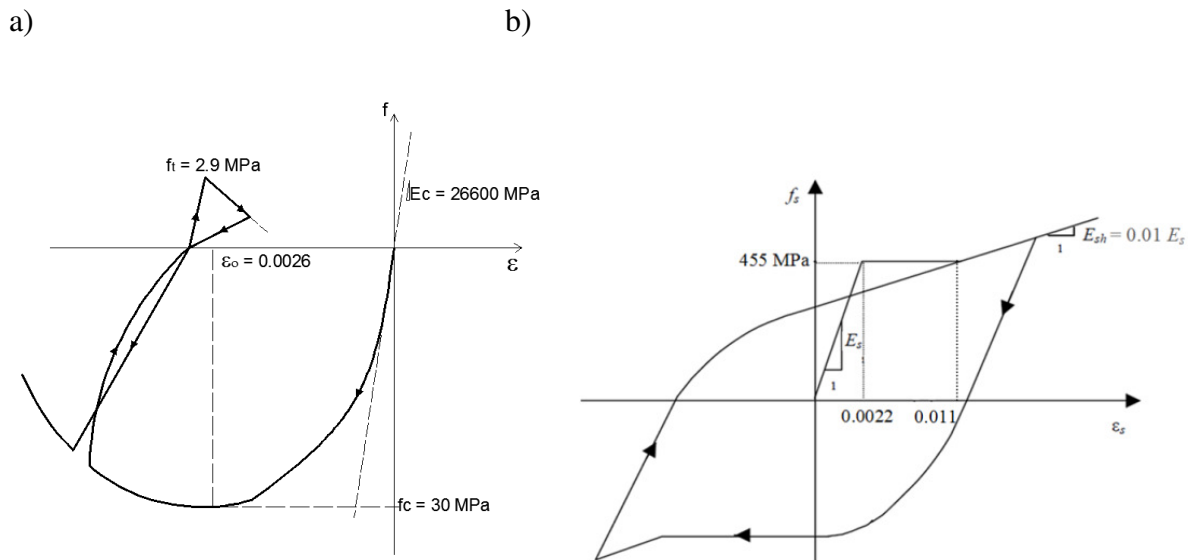 a)
b)
f
ft = 2.9 MPa
Ec = 26600 MPa
εo = 0.0026
ε
fc = 30 MPa
fs
Esh = 0.01 Es
1
455 MPa
Es
1
0.0022
0.011
εs